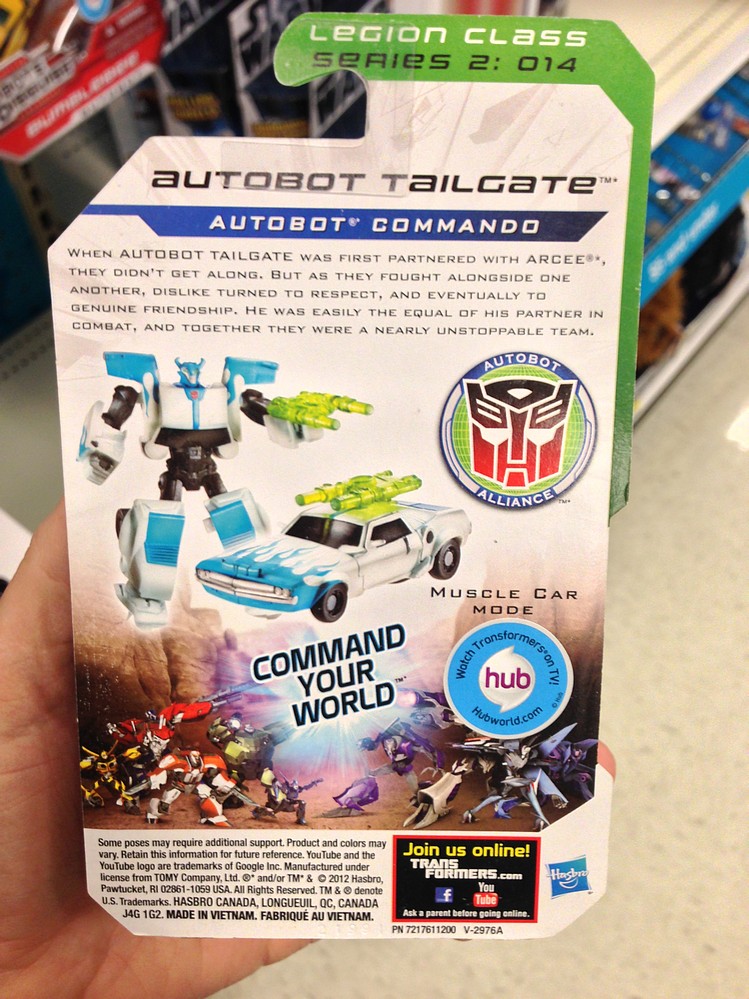 LEGION CLASS
SERIES 2: 014
AUTOBOT TAILGATE™*
AUTOBOT® COMMANDO
WHEN AUTOBOT TAILGATE WAS FIRST PARTNERED WITH ARCEE®*,
THEY DIDN'T GET ALONG. BUT AS THEY FOUGHT ALONGSIDE ONE
ANOTHER, DISLIKE TURNED TO RESPECT, AND EVENTUALLY TO
GENUINE FRIENDSHIP. HE WAS EASILY THE EQUAL OF HIS PARTNER IN
COMBAT, AND TOGETHER THEY WERE A NEARLY UNSTOPPABLE TEAM.
AUTOBOT
ALLIANCE TM*
MUSCLE CAR
MODE
COMMAND
YOUR
WORLD™
Watch Transformers® on TV!
hub
Hubworld.com
© Hub
Some poses may require additional support. Product and colors may
vary. Retain this information for future reference. YouTube and the
YouTube logo are trademarks of Google Inc. Manufactured under
license from TOMY Company, Ltd. ®* and/or TM* & © 2012 Hasbro,
Pawtucket, RI 02861-1059 USA. All Rights Reserved. TM & ® denote
U.S. Trademarks. HASBRO CANADA, LONGUEUIL, QC, CANADA
J4G 1G2. MADE IN VIETNAM. FABRIQUÉ AU VIETNAM.
Join us online!
TRANSFORMERS.com
f
You
Tube
Ask a parent before going online.
Hasbro
PN 7217611200 V-2976A
BUMBLEBEE